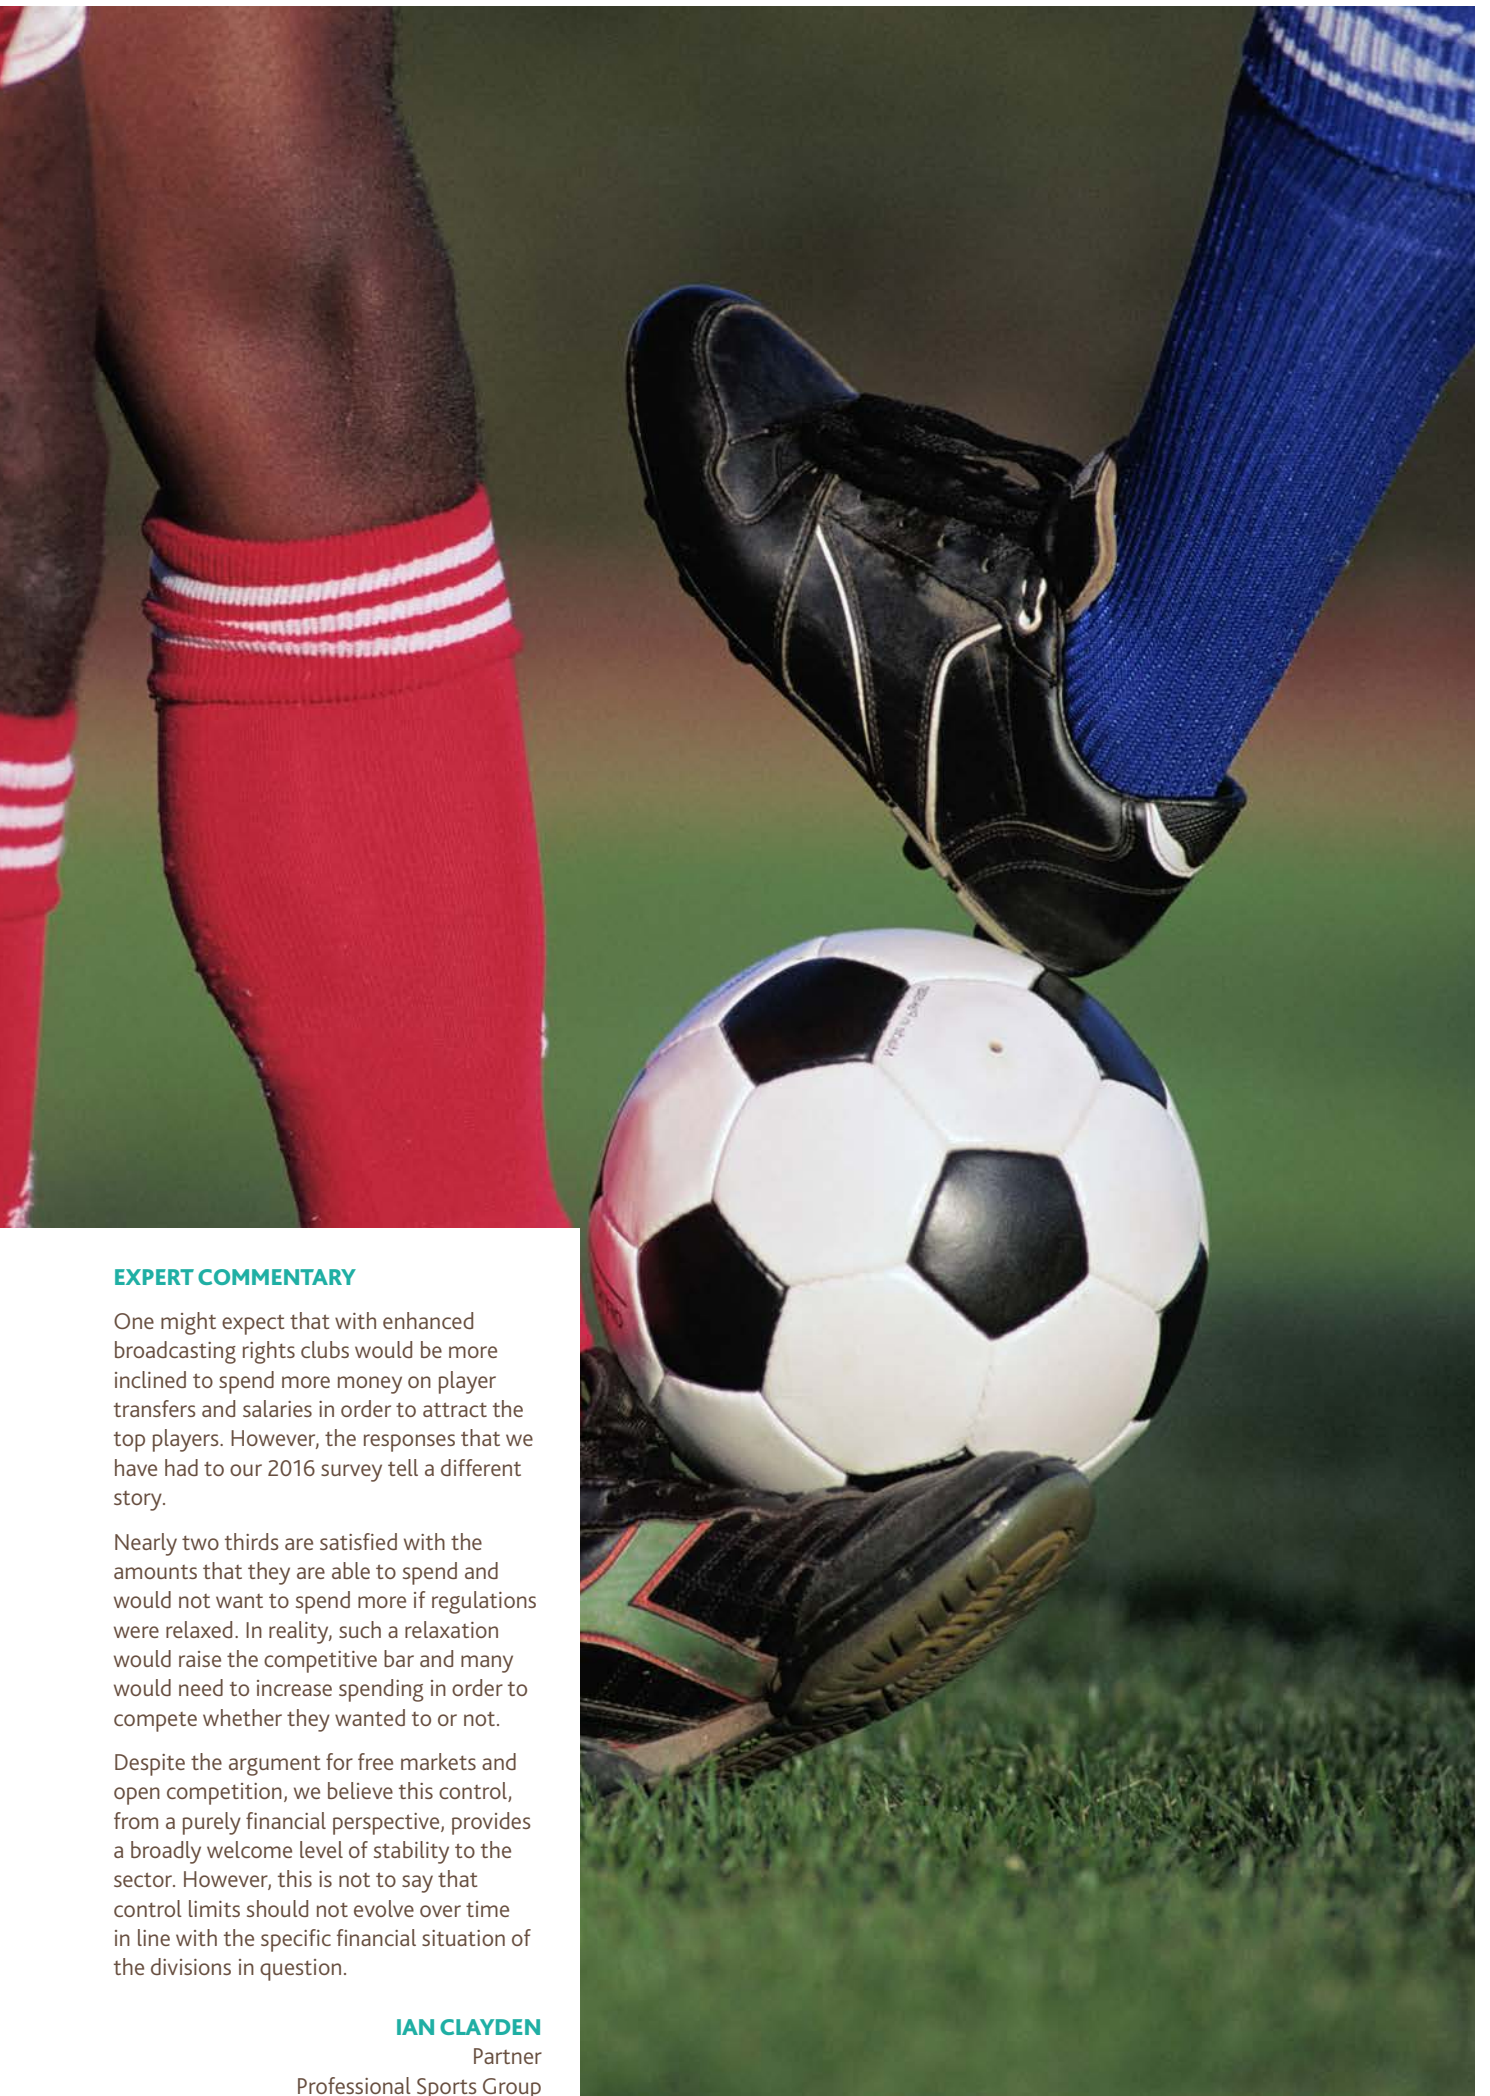 EXPERT COMMENTARY
One might expect that with enhanced
broadcasting rights clubs would be more
inclined to spend more money on player
transfers and salaries in order to attract the
top players. However, the responses that we
have had to our 2016 survey tell a different
story.
Nearly two thirds are satisfied with the
amounts that they are able to spend and
would not want to spend more if regulations
were relaxed. In reality, such a relaxation
would raise the competitive bar and many
would need to increase spending in order to
compete whether they wanted to or not.
Despite the argument for free markets and
open competition, we believe this control,
from a purely financial perspective, provides
a broadly welcome level of stability to the
sector. However, this is not to say that
control limits should not evolve over time
in line with the specific financial situation of
the divisions in question.
IAN CLAYDEN
Partner
Professional Sports Group